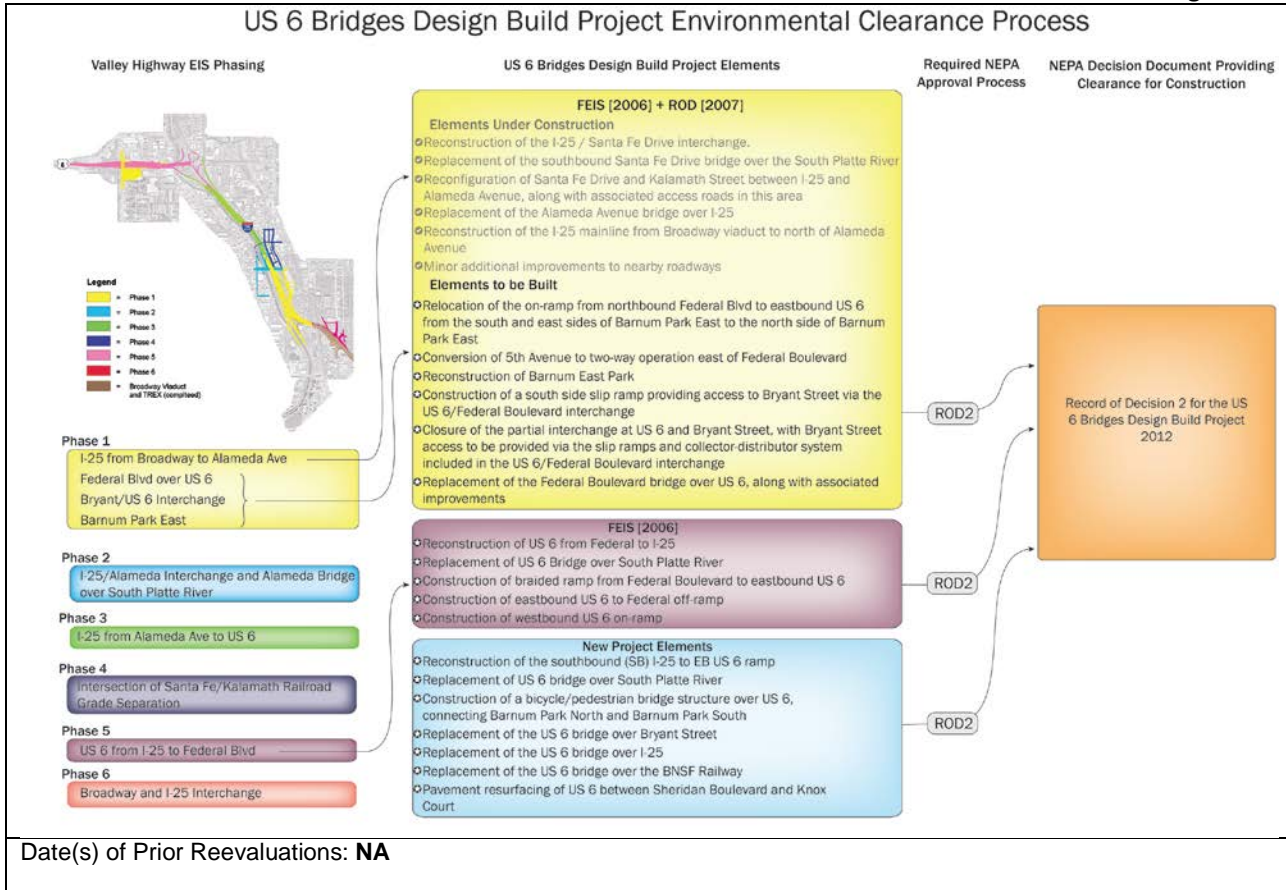 US 6 Bridges Design Build Project Environmental Clearance Process
Valley Highway EIS Phasing
US 6 Bridges Design Build Project Elements
Required NEPA
Approval Process
NEPA Decision Document Providing
Clearance for Construction
6
25
Legend
= Phase 1
= Phase 2
= Phase 3
= Phase 4
= Phase 5
= Phase 6
= Broadway Viaduct
and TREX (completed)
Phase 1
I-25 from Broadway to Alameda Ave
Federal Blvd over US 6
Bryant/US 6 Interchange
Barnum Park East
Phase 2
I-25/Alameda Interchange and Alameda Bridge
over South Platte River
Phase 3
I-25 from Alameda Ave to US 6
Phase 4
Intersection of Santa Fe/Kalamath Railroad
Grade Separation
Phase 5
US 6 from I-25 to Federal Blvd
Phase 6
Broadway and I-25 Interchange
FEIS [2006] + ROD [2007]
Elements Under Construction
Reconstruction of the I-25 / Santa Fe Drive interchange.
Replacement of the southbound Santa Fe Drive bridge over the South Platte River
Reconfiguration of Santa Fe Drive and Kalamath Street between I-25 and
Alameda Avenue, along with associated access roads in this area
Replacement of the Alameda Avenue bridge over I-25
Reconstruction of the I-25 mainline from Broadway viaduct to north of Alameda
Avenue
Minor additional improvements to nearby roadways
Elements to be Built
Relocation of the on-ramp from northbound Federal Blvd to eastbound US 6
from the south and east sides of Barnum Park East to the north side of Barnum
Park East
Conversion of 5th Avenue to two-way operation east of Federal Boulevard
Reconstruction of Barnum East Park
Construction of a south side slip ramp providing access to Bryant Street via the
US 6/Federal Boulevard interchange
Closure of the partial interchange at US 6 and Bryant Street, with Bryant Street
access to be provided via the slip ramps and collector-distributor system
included in the US 6/Federal Boulevard interchange
Replacement of the Federal Boulevard bridge over US 6, along with associated
improvements
FEIS [2006]
Reconstruction of US 6 from Federal to I-25
Replacement of US 6 Bridge over South Platte River
Construction of braided ramp from Federal Boulevard to eastbound US 6
Construction of eastbound US 6 to Federal off-ramp
Construction of westbound US 6 on-ramp
New Project Elements
Reconstruction of the southbound (SB) I-25 to EB US 6 ramp
Replacement of US 6 bridge over South Platte River
Construction of a bicycle/pedestrian bridge structure over US 6,
connecting Barnum Park North and Barnum Park South
Replacement of the US 6 bridge over Bryant Street
Replacement of the US 6 bridge over I-25
Replacement of the US 6 bridge over the BNSF Railway
Pavement resurfacing of US 6 between Sheridan Boulevard and Knox
Court
ROD2
ROD2
ROD2
Record of Decision 2 for the US
6 Bridges Design Build Project
2012
Date(s) of Prior Reevaluations: NA